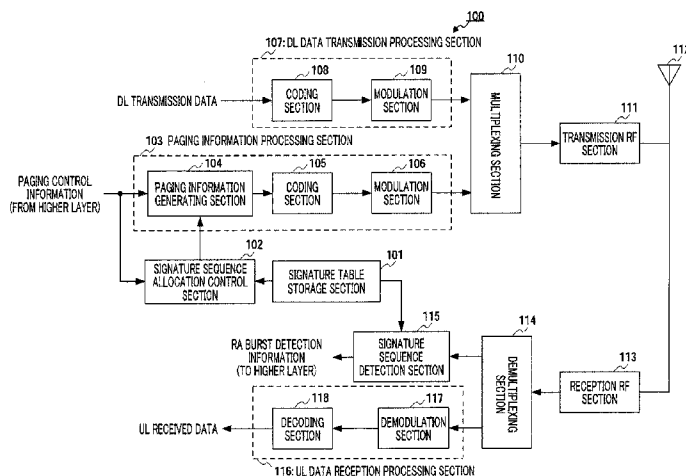 100
107: DL DATA TRANSMISSION PROCESSING SECTION
108
CODING
SECTION
109
MODULATION
SECTION
110
MULTIPLEXING SECTION
111
TRANSMISSION RF
SECTION
112
DL TRANSMISSION DATA
103 PAGING INFORMATION PROCESSING SECTION
104
PAGING INFORMATION
GENERATING SECTION
105
CODING
SECTION
106
MODULATION
SECTION
PAGING CONTROL
INFORMATION
(FROM HIGHER LAYER)
102
SIGNATURE SEQUENCE
ALLOCATION CONTROL
SECTION
101
SIGNATURE TABLE
STORAGE SECTION
115
SIGNATURE
SEQUENCE
DETECTION SECTION
114
DEMULTIPLEXING
SECTION
113
RECEPTION RF
SECTION
RA BURST DETECTION
INFORMATION
(TO HIGHER LAYER)
118
DECODING
SECTION
117
DEMODULATION
SECTION
UL RECEIVED DATA
116: UL DATA RECEPTION PROCESSING SECTION